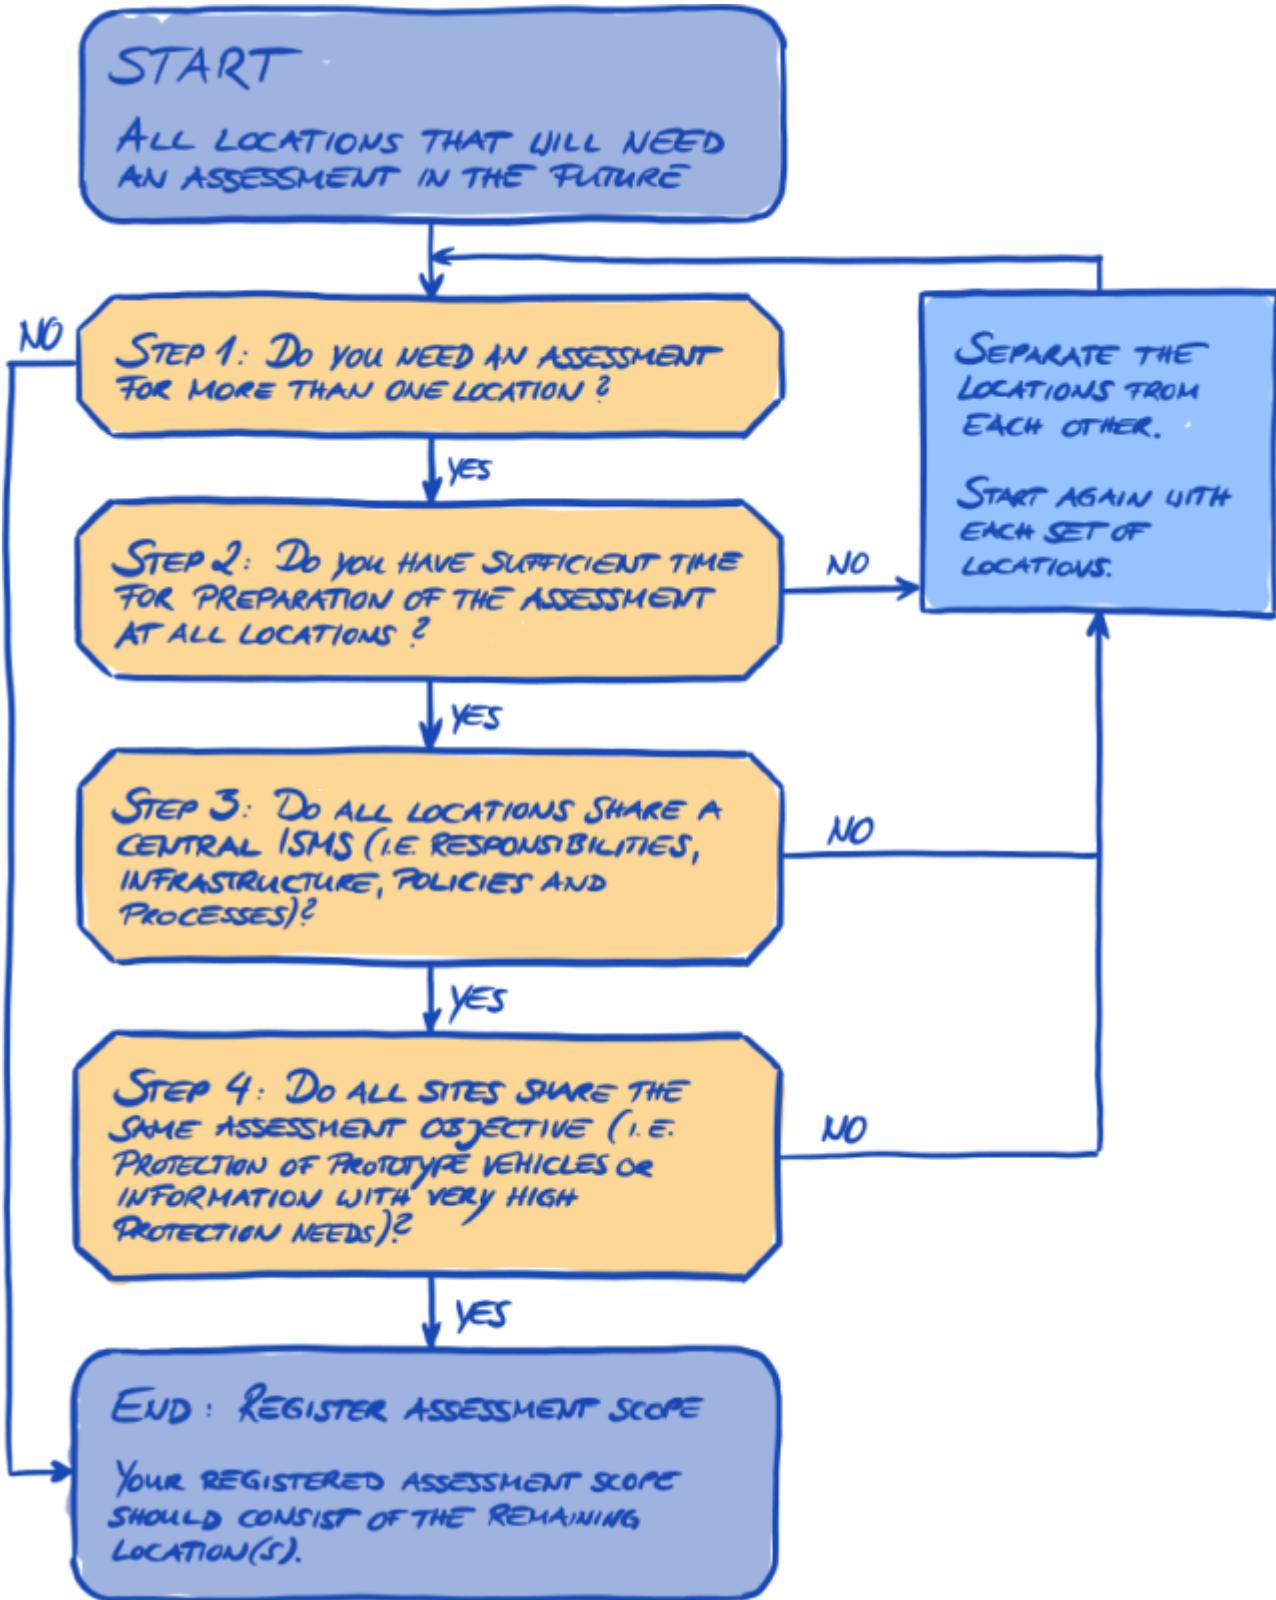 START
ALL LOCATIONS THAT WILL NEED
AN ASSESSMENT IN THE FUTURE
NO
STEP 1: DO YOU NEED AN ASSESSMENT
FOR MORE THAN ONE LOCATION?
YES
STEP 2: DO YOU HAVE SUFFICIENT TIME
FOR PREPARATION OF THE ASSESSMENT
AT ALL LOCATIONS?
NO
SEPARATE THE
LOCATIONS FROM
EACH OTHER.
START AGAIN WITH
EACH SET OF
LOCATIONS.
YES
STEP 3: DO ALL LOCATIONS SHARE A
CENTRAL ISMS (I.E. RESPONSIBILITIES,
INFRASTRUCTURE, POLICIES AND
PROCESSES)?
NO
YES
STEP 4: DO ALL SITES SHARE THE
SAME ASSESSMENT OBJECTIVE (I.E.
PROTECTION OF PROTOTYPE VEHICLES OR
INFORMATION WITH VERY HIGH
PROTECTION NEEDS)?
NO
YES
END: REGISTER ASSESSMENT SCOPE
YOUR REGISTERED ASSESSMENT SCOPE
SHOULD CONSIST OF THE REMAINING
LOCATION(S).